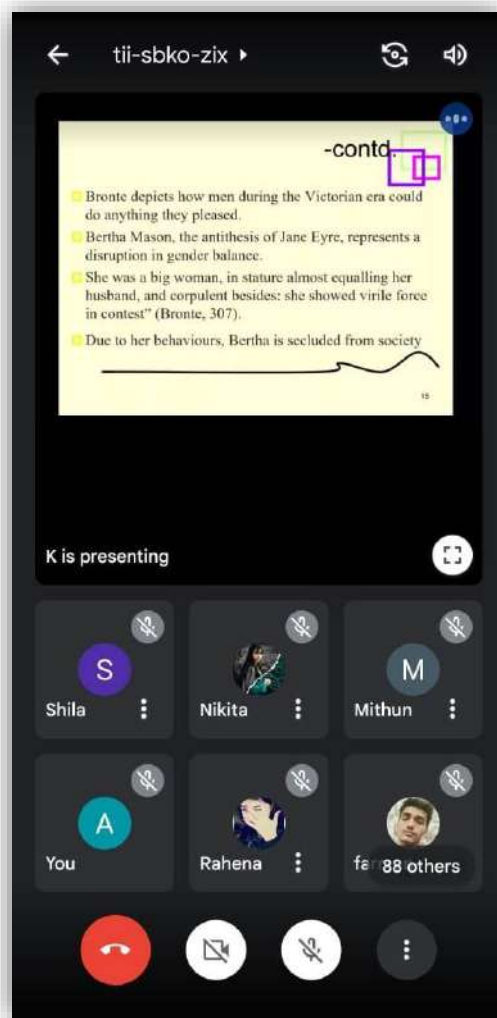 tii-sbko-zix
-contd.
Bronte depicts how men during the Victorian era could
do anything they pleased.
Bertha Mason, the antithesis of Jane Eyre, represents a
disruption in gender balance.
She was a big woman, in stature almost equalling her
husband, and corpulent besides: she showed virile force
in contest” (Bronte, 307).
Due to her behaviours, Bertha is secluded from society
15
K is presenting
S
Shila
Nikita
M
Mithun
A
You
Rahena
88 others